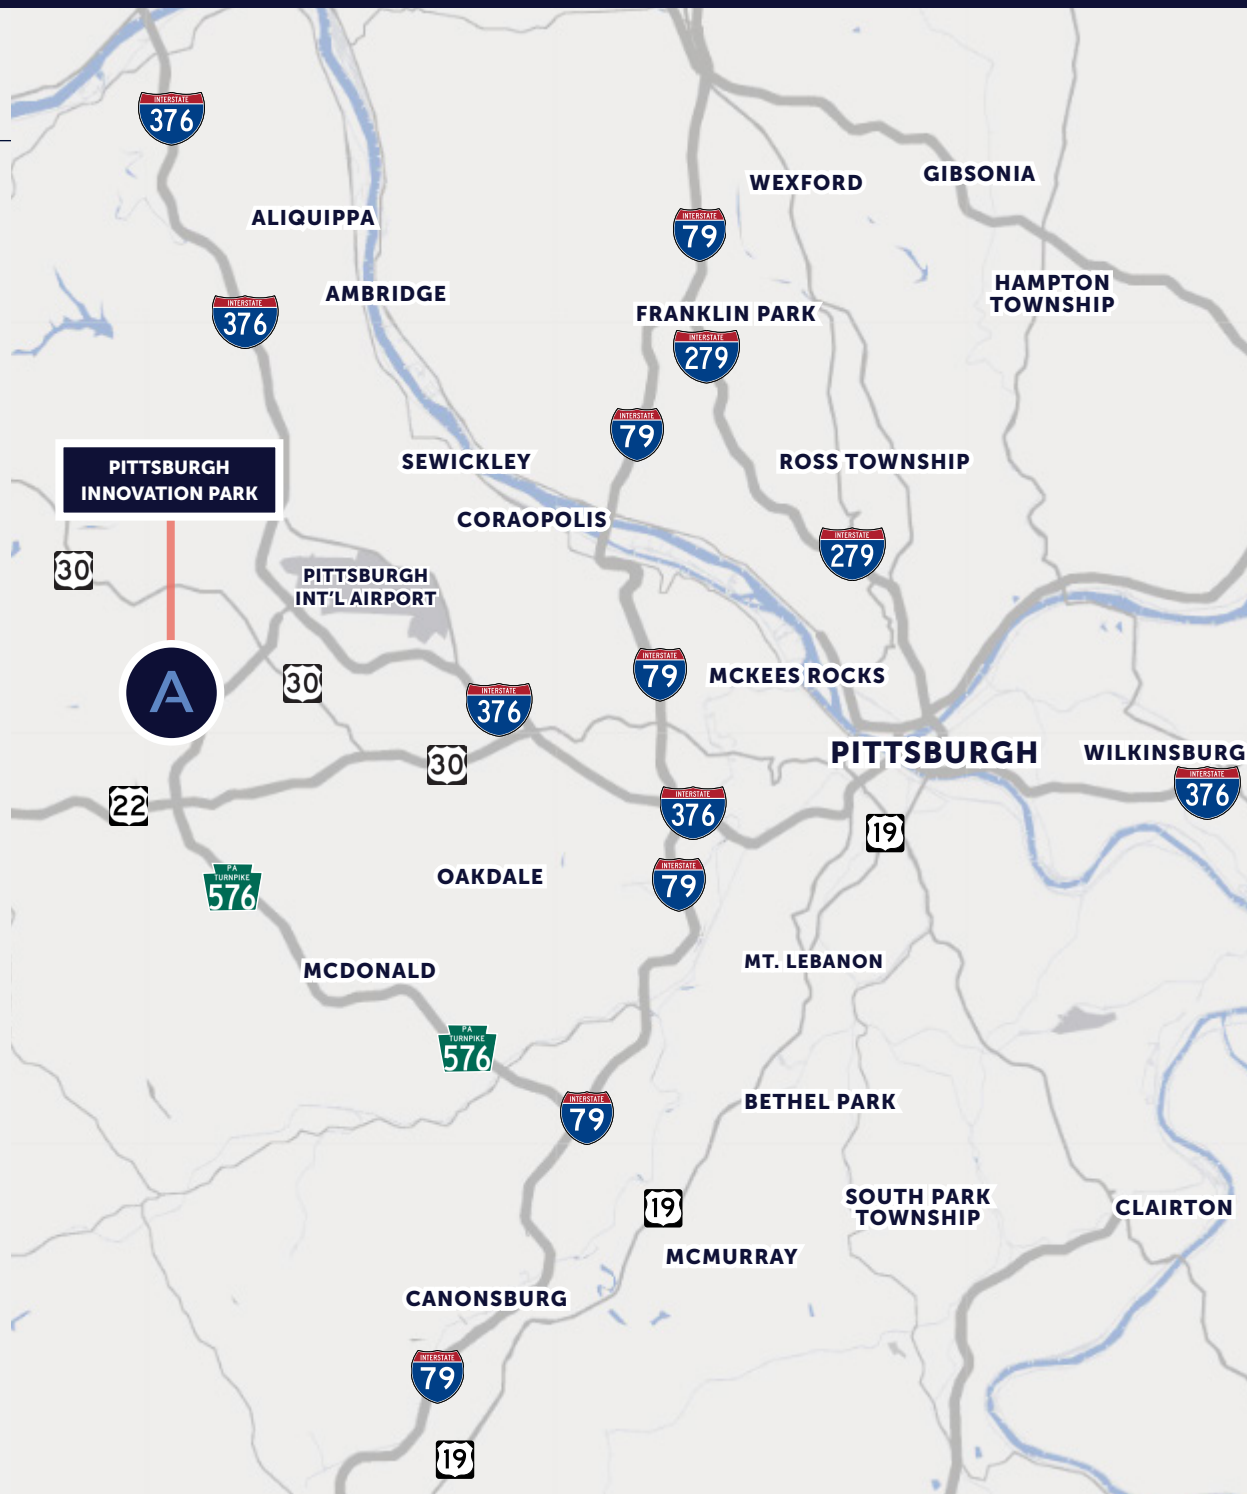 INTERSTATE
376
WEXFORD
GIBSONIA
ALIQUIPPA
INTERSTATE
79
AMBRIDGE
HAMPTON
TOWNSHIP
INTERSTATE
376
FRANKLIN PARK
INTERSTATE
279
INTERSTATE
79
PITTSBURGH
INNOVATION PARK
SEWICKLEY
ROSS TOWNSHIP
CORAOPOLIS
INTERSTATE
279
30
PITTSBURGH
INT'L AIRPORT
A
30
INTERSTATE
376
INTERSTATE
79
MCKEES ROCKS
PITTSBURGH
WILKINSBURG
30
INTERSTATE
376
22
INTERSTATE
376
19
PA
TURNPIKE
576
OAKDALE
INTERSTATE
79
MCDONALD
MT. LEBANON
PA
TURNPIKE
576
INTERSTATE
79
BETHEL PARK
19
SOUTH PARK
TOWNSHIP
CLAIRTON
MCMURRAY
CANONSBURG
INTERSTATE
79
19